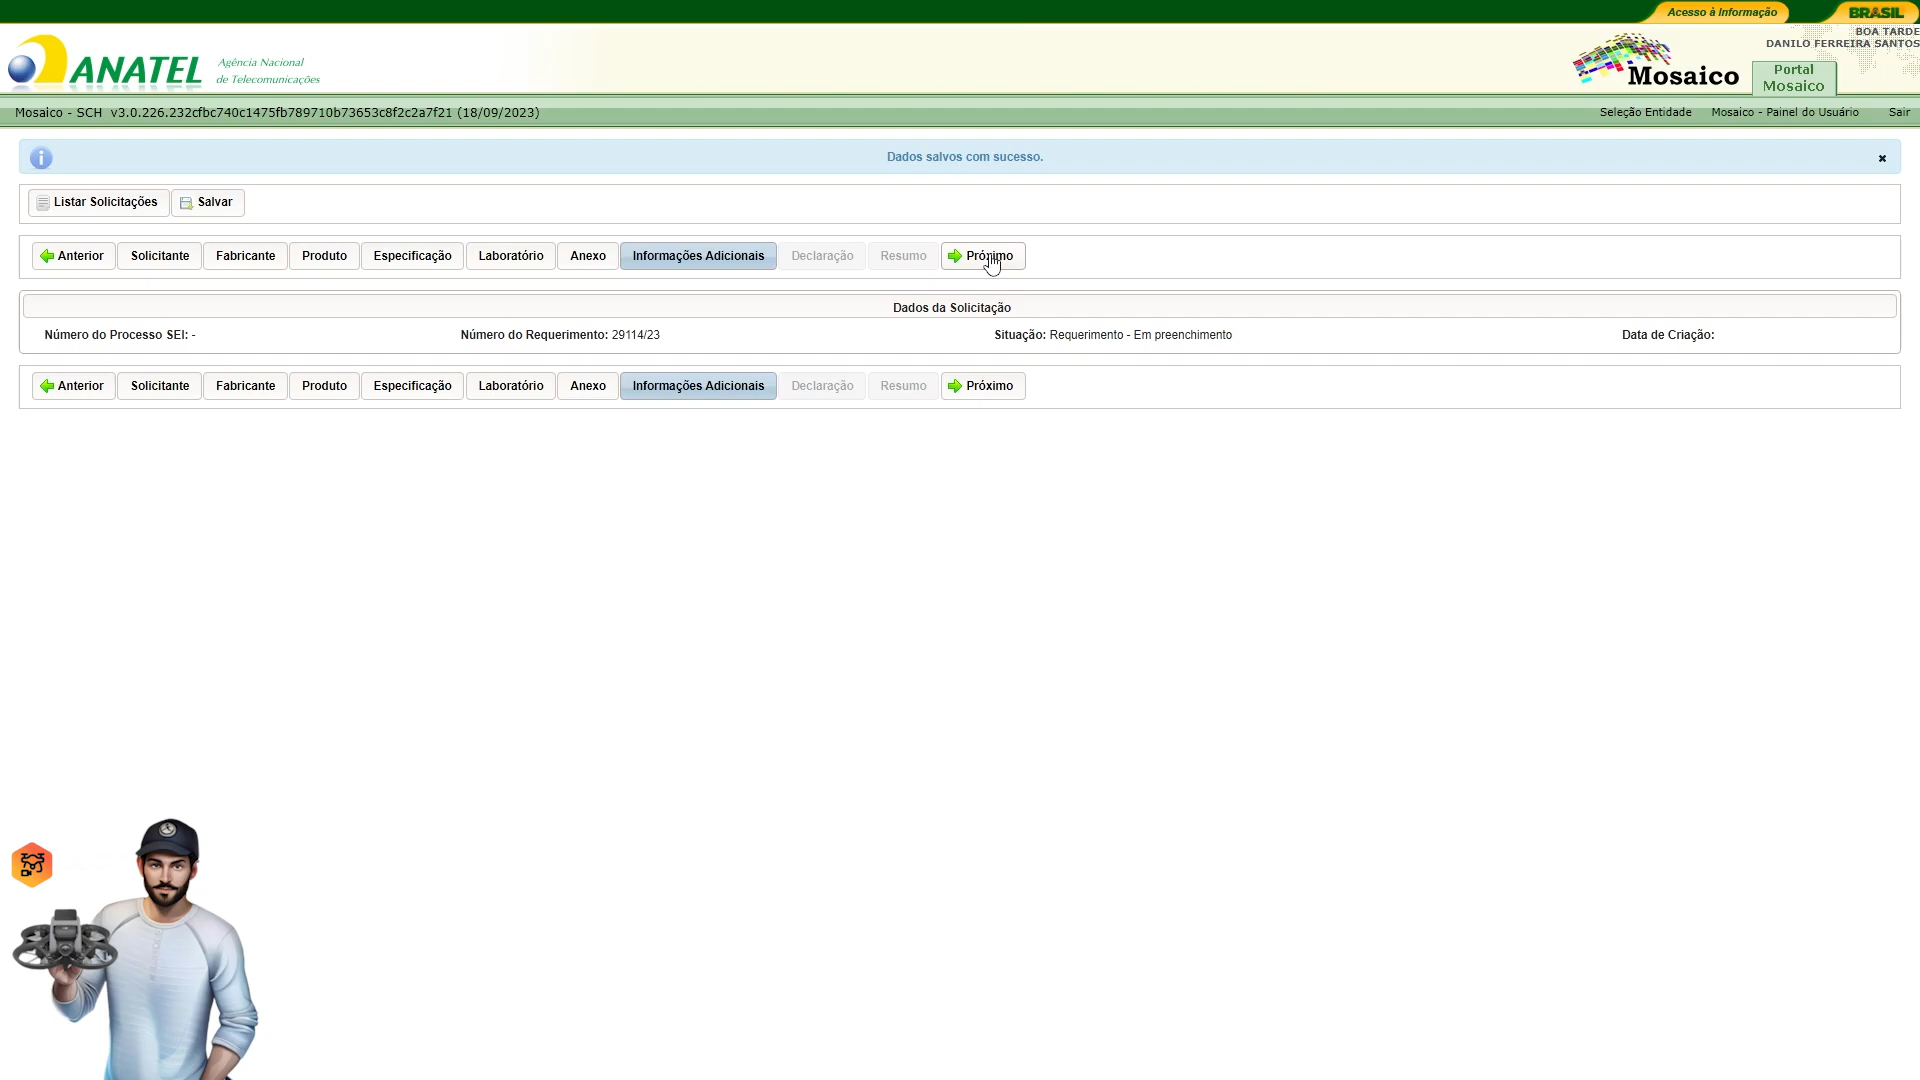 Acesso à Informação
BRASIL
BOA TARDE
DANILO FERREIRA SANTOS
ANATEL
Agência Nacional
de Telecomunicações
Mosaico
Portal
Mosaico
Mosaico - SCH v3.0.226.232cfbc740c1475fb789710b73653c8f2c2a7f21 (18/09/2023)
Seleção Entidade Mosaico - Painel do Usuário Sair
Dados salvos com sucesso.
Listar Solicitações Salvar
Anterior Solicitante Fabricante Produto Especificação Laboratório Anexo Informações Adicionais Declaração Resumo Próximo
Dados da Solicitação
Número do Processo SEI: - Número do Requerimento: 29114/23 Situação: Requerimento - Em preenchimento Data de Criação:
Anterior Solicitante Fabricante Produto Especificação Laboratório Anexo Informações Adicionais Declaração Resumo Próximo